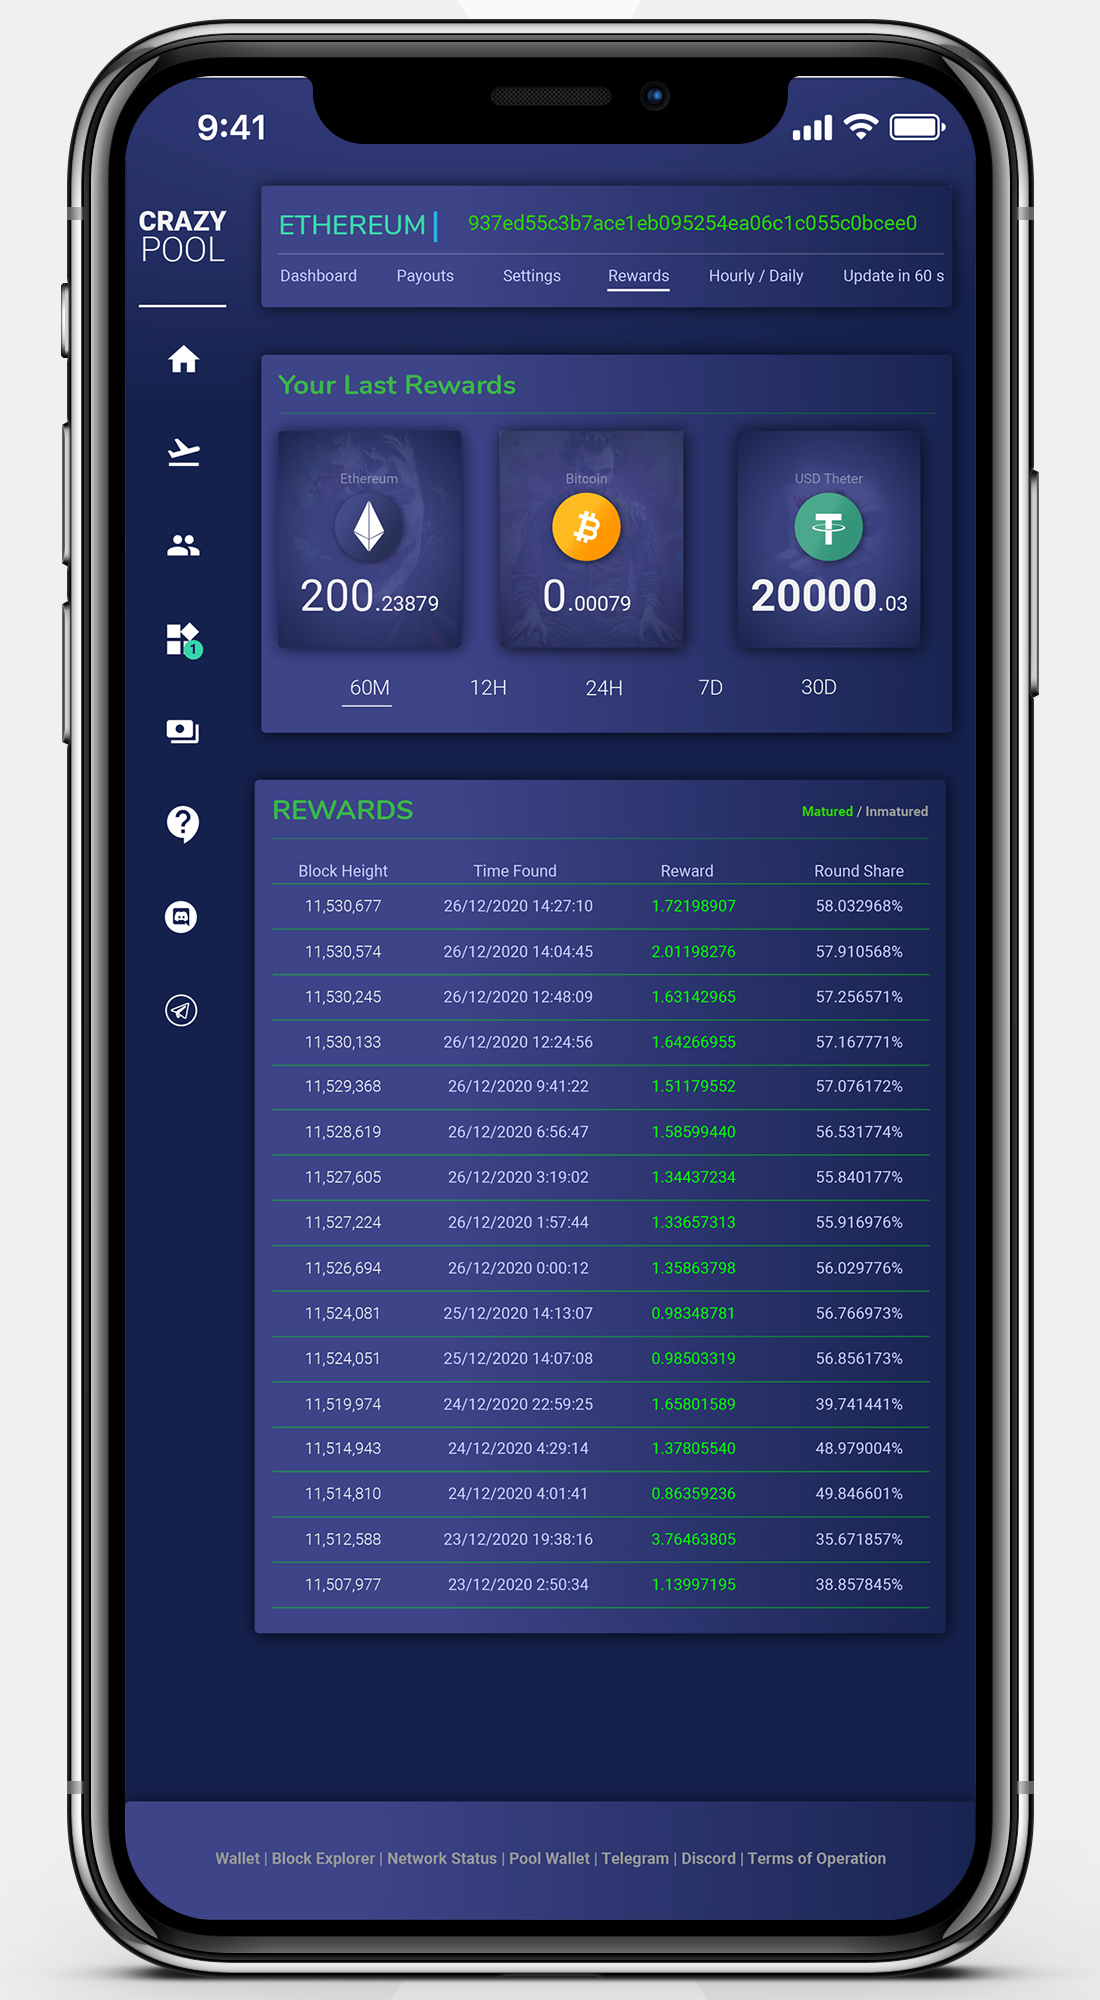 9:41
CRAZY
POOL
ETHEREUM
937ed55c3b7ace1eb095254ea06c1c055c0bcee0
Dashboard Payouts Settings Rewards Hourly / Daily Update in 60 s
Your Last Rewards
Ethereum Bitcoin USD Theter
200.23879 0.00079 20000.03
60M 12H 24H 7D 30D
1
REWARDS
Matured / Inmatured
Block Height Time Found Reward Round Share
11,530,677 26/12/2020 14:27:10 1.72198907 58.032968%
11,530,574 26/12/2020 14:04:45 2.01198276 57.910568%
11,530,245 26/12/2020 12:48:09 1.63142965 57.256571%
11,530,133 26/12/2020 12:24:56 1.64266955 57.167771%
11,529,368 26/12/2020 9:41:22 1.51179552 57.076172%
11,528,619 26/12/2020 6:56:47 1.58599440 56.531774%
11,527,605 26/12/2020 3:19:02 1.34437234 55.840177%
11,527,224 26/12/2020 1:57:44 1.33657313 55.916976%
11,526,694 26/12/2020 0:00:12 1.35863798 56.029776%
11,524,081 25/12/2020 14:13:07 0.98348781 56.766973%
11,524,051 25/12/2020 14:07:08 0.98503319 56.856173%
11,519,974 24/12/2020 22:59:25 1.65801589 39.741441%
11,514,943 24/12/2020 4:29:14 1.37805540 48.979004%
11,514,810 24/12/2020 4:01:41 0.86359236 49.846601%
11,512,588 23/12/2020 19:38:16 3.76463805 35.671857%
11,507,977 23/12/2020 2:50:34 1.13997195 38.857845%
Wallet | Block Explorer | Network Status | Pool Wallet | Telegram | Discord | Terms of Operation